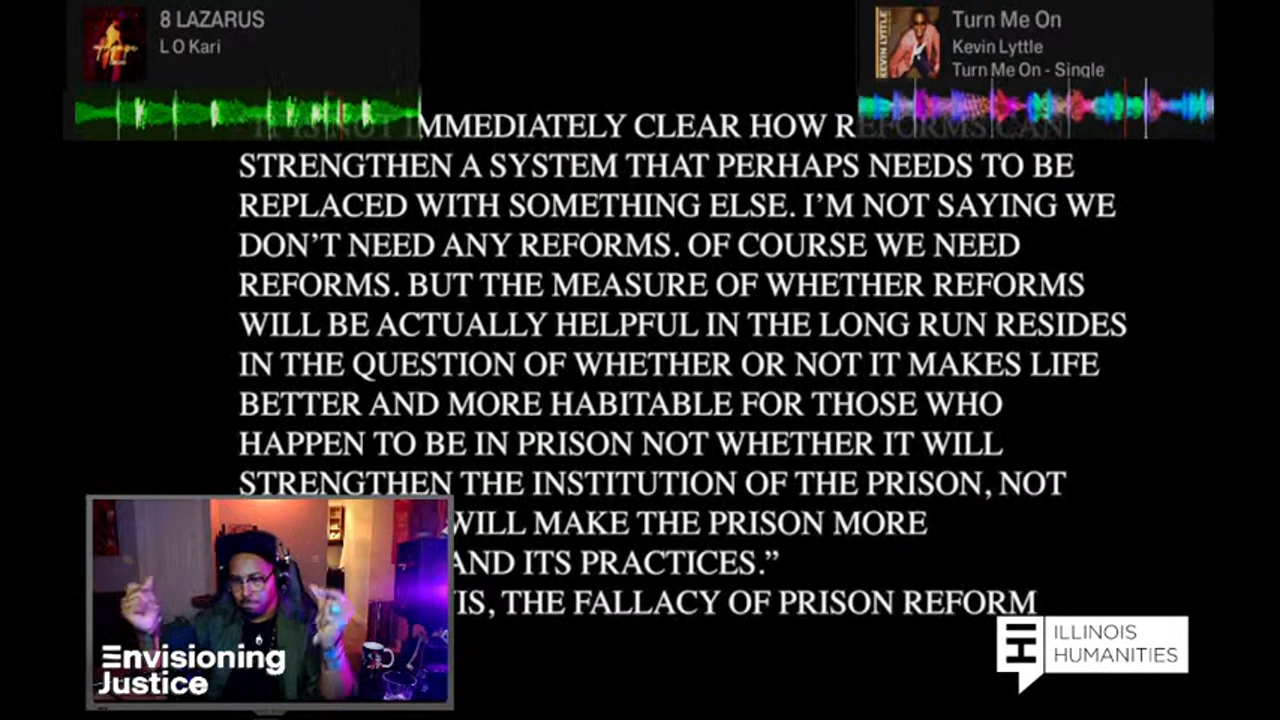 8 LAZARUS
L O Kari
Turn Me On
Kevin Lyttle
Turn Me On - Single
KEVIN LYTTLE
MMEDIATELY CLEAR HOW REFORMS CAN
STRENGTHEN A SYSTEM THAT PERHAPS NEEDS TO BE
REPLACED WITH SOMETHING ELSE. I’M NOT SAYING WE
DON’T NEED ANY REFORMS. OF COURSE WE NEED
REFORMS. BUT THE MEASURE OF WHETHER REFORMS
WILL BE ACTUALLY HELPFUL IN THE LONG RUN RESIDES
IN THE QUESTION OF WHETHER OR NOT IT MAKES LIFE
BETTER AND MORE HABITABLE FOR THOSE WHO
HAPPEN TO BE IN PRISON NOT WHETHER IT WILL
STRENGTHEN THE INSTITUTION OF THE PRISON, NOT
WILL MAKE THE PRISON MORE
AND ITS PRACTICES.”
IS, THE FALLACY OF PRISON REFORM
Envisioning
Justice
ILLINOIS
HUMANITIES